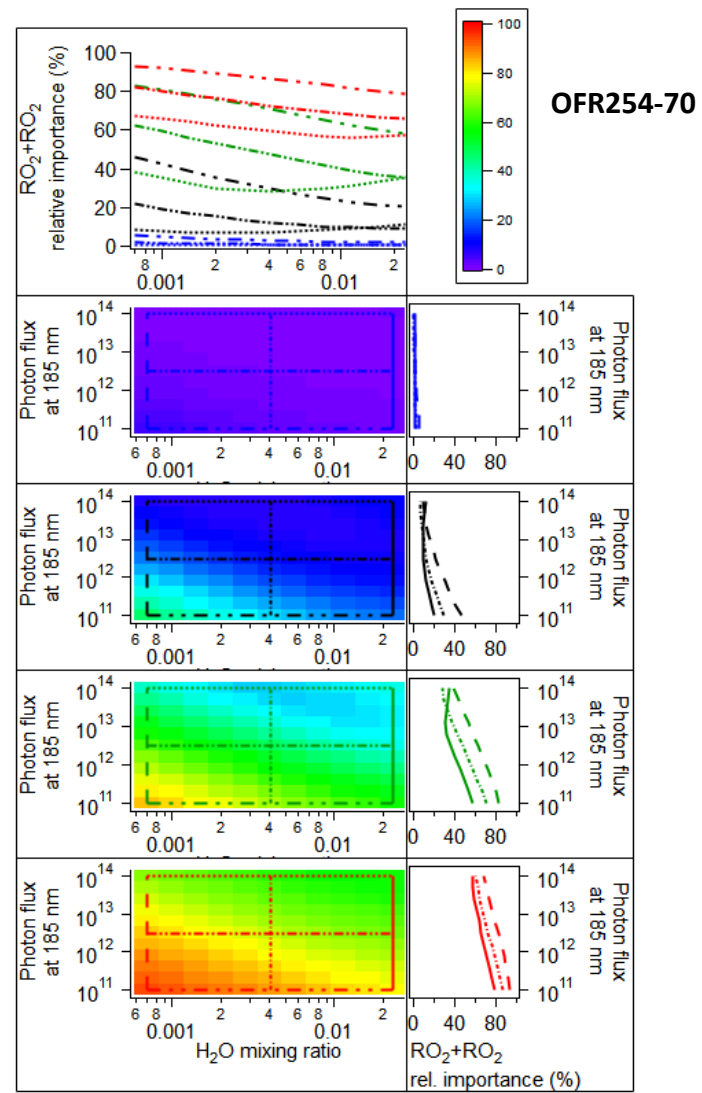 OFR254-70
RO2+RO2
relative importance (%)
100
80
60
40
20
0
8 2 4 6 8 2
0.001 0.01
100
80
60
40
20
0
Photon flux
at 185 nm
10^14
10^13
10^12
10^11
6 8 2 4 6 8 2
0.001 0.01
10^14
10^13
10^12
10^11
Photon flux
at 185 nm
0 40 80
Photon flux
at 185 nm
10^14
10^13
10^12
10^11
6 8 2 4 6 8 2
0.001 0.01
10^14
10^13
10^12
10^11
Photon flux
at 185 nm
0 40 80
Photon flux
at 185 nm
10^14
10^13
10^12
10^11
6 8 2 4 6 8 2
0.001 0.01
10^14
10^13
10^12
10^11
Photon flux
at 185 nm
0 40 80
Photon flux
at 185 nm
10^14
10^13
10^12
10^11
6 8 2 4 6 8 2
0.001 0.01
H2O mixing ratio
10^14
10^13
10^12
10^11
Photon flux
at 185 nm
0 40 80
RO2+RO2
rel. importance (%)